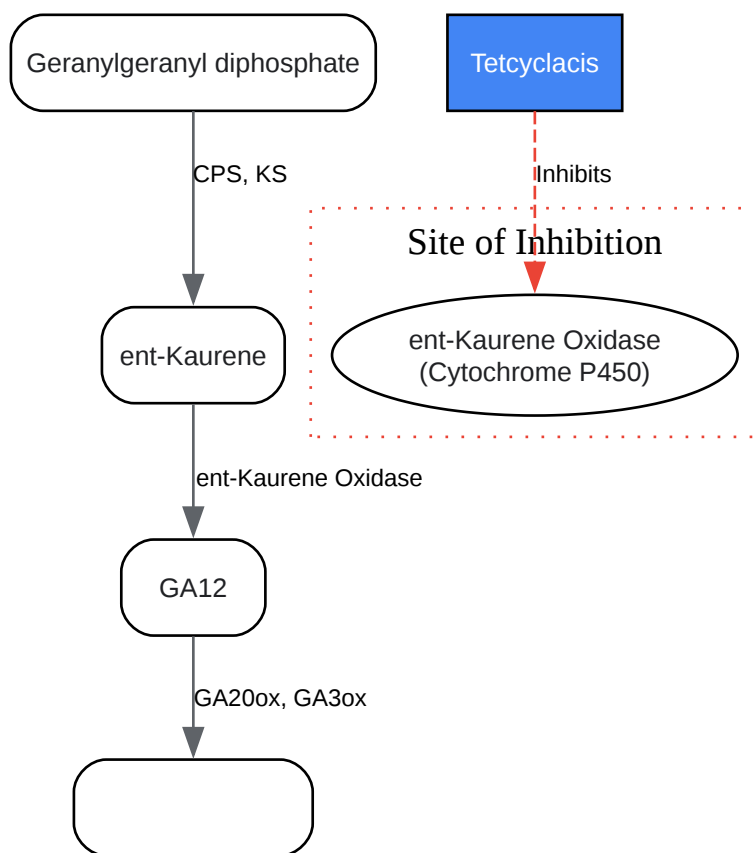 Geranylgeranyl diphosphate
Tetcyclacis
CPS, KS
Inhibits
Site of Inhibition
ent-Kaurene
ent-Kaurene Oxidase
(Cytochrome P450)
ent-Kaurene Oxidase
GA12
GA20ox, GA3ox